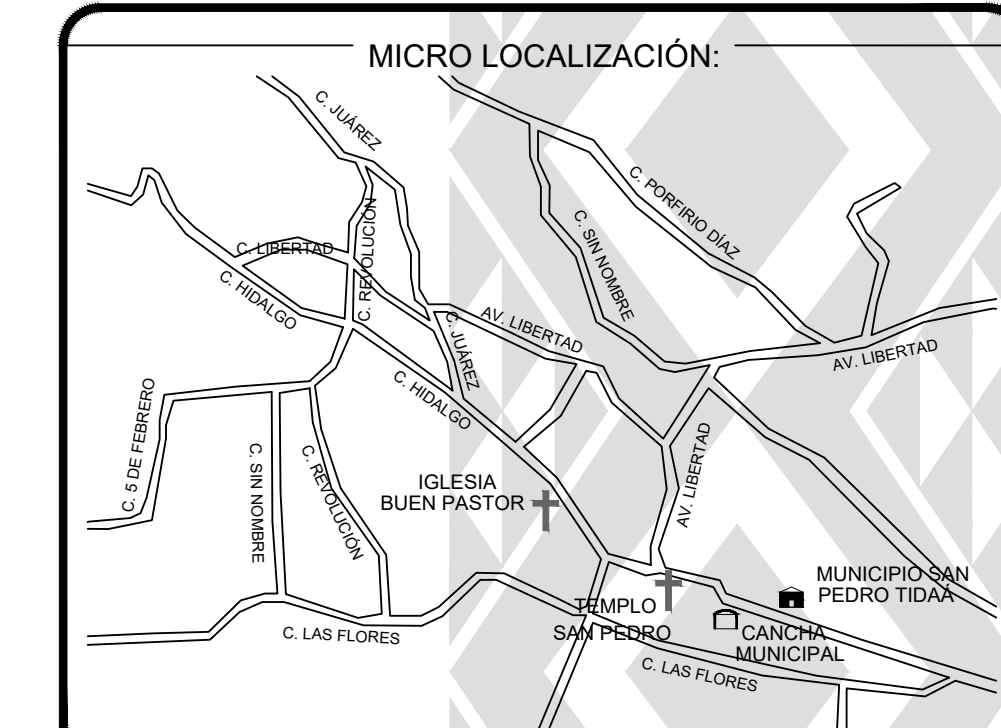 MICRO LOCALIZACIÓN:
C. JUÁREZ
C. PORFIRIO DÍAZ
C. REVOLUCIÓN
C. SIN NOMBRE
C. LIBERTAD
C. HIDALGO
AV. LIBERTAD
C. JUÁREZ
AV. LIBERTAD
C. HIDALGO
C. 5 DE FEBRERO
C. SIN NOMBRE
C. REVOLUCIÓN
AV. LIBERTAD
IGLESIA
BUEN PASTOR
MUNICIPIO SAN
PEDRO TIDAÁ
TEMPLO
SAN PEDRO
CANCHA
MUNICIPAL
C. LAS FLORES
C. LAS FLORES